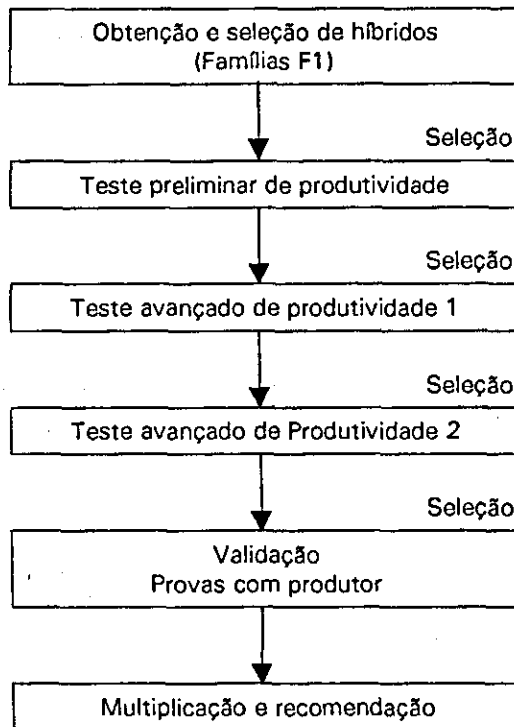 Obtenção e seleção de híbridos
(Famílias F1)
Seleção
Teste preliminar de produtividade
Seleção
Teste avançado de produtividade 1
Seleção
Teste avançado de Produtividade 2
Seleção
Validação
Provas com produtor
Multiplicação e recomendação